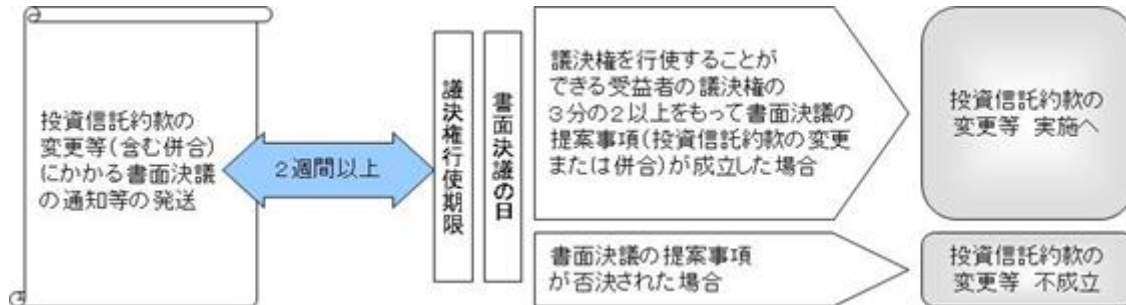 投資信託約款の
変更等(含む併合)
にかかる書面決議
の通知等の発送
2週間以上
議決権行使期限
書面決議の日
議決権を行使することが
できる受益者の議決権の
3分の2以上をもって書面決議の
提案事項(投資信託約款の変更
または併合)が成立した場合
投資信託約款の
変更等 実施へ
書面決議の提案事項
が否決された場合
投資信託約款の
変更等 不成立